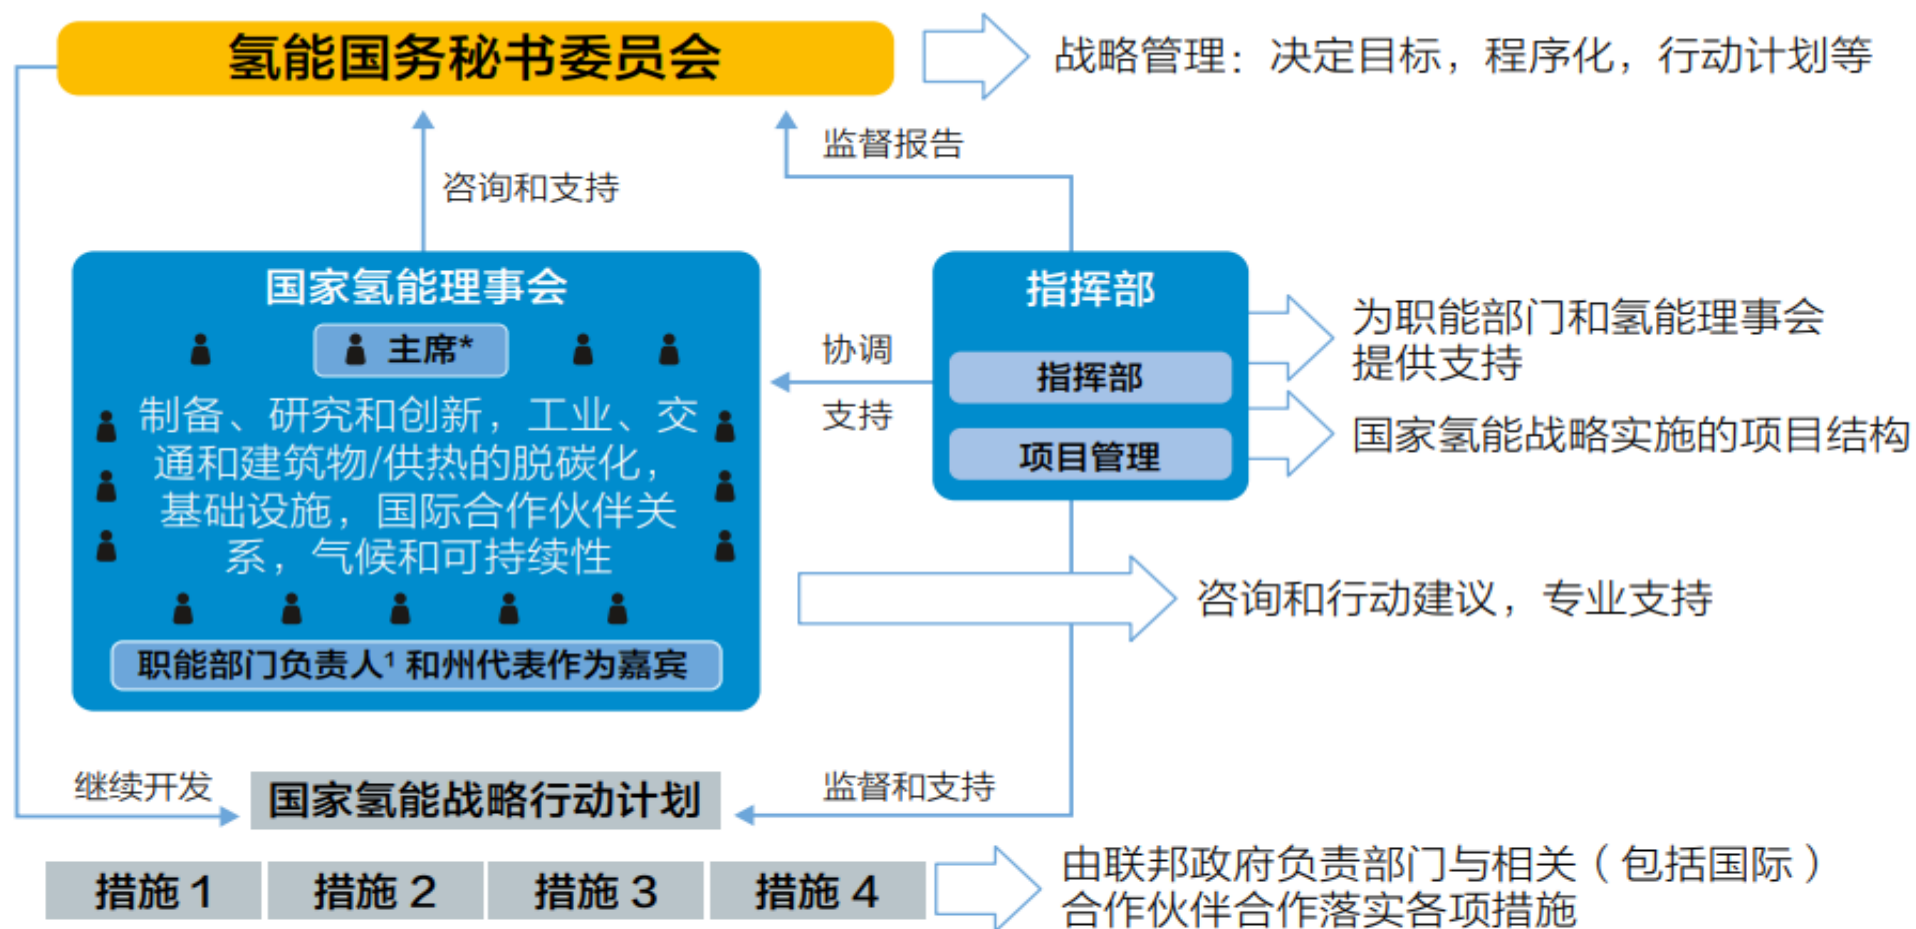 氢能国务秘书委员会
战略管理：决定目标，程序化，行动计划等
监督报告
咨询和支持
国家氢能理事会
主席*
制备、研究和创新，工业、交
通和建筑物/供热的脱碳化，
基础设施，国际合作伙伴关
系，气候和可持续性
职能部门负责人¹ 和州代表作为嘉宾
协调
支持
指挥部
指挥部
项目管理
为职能部门和氢能理事会
提供支持
国家氢能战略实施的项目结构
咨询和行动建议，专业支持
继续开发
国家氢能战略行动计划
监督和支持
措施 1
措施 2
措施 3
措施 4
由联邦政府负责部门与相关（包括国际）
合作伙伴合作落实各项措施